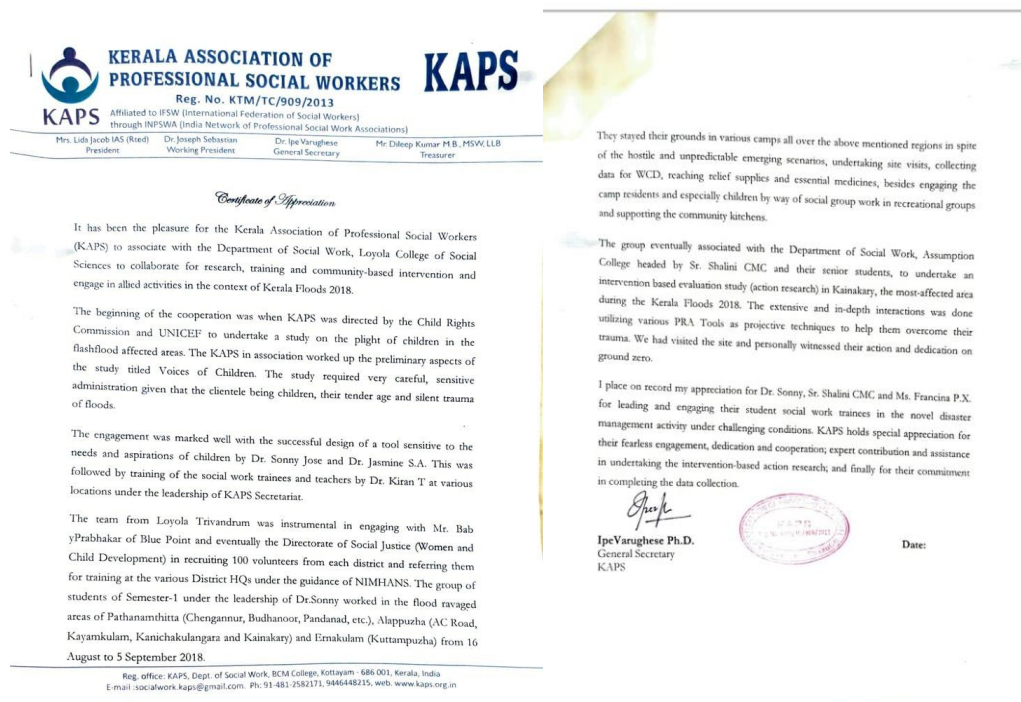 KERALA ASSOCIATION OF
PROFESSIONAL SOCIAL WORKERS
KAPS
Reg. No. KTM/TC/909/2013
KAPS
Affiliated to IFSW (International Federation of Social Workers)
through INPSWA (India Network of Professional Social Work Associations)
Mrs. Lida Jacob IAS (Rted)
President
Dr. Joseph Sebastian
Working President
Dr. Ipe Varughese
General Secretary
Mr. Dileep Kumar M.B, MSW, LLB
Treasurer
Certificate of Appreciation
It has been the pleasure for the Kerala Association of Professional Social Workers
(KAPS) to associate with the Department of Social Work, Loyola College of Social
Sciences to collaborate for research, training and community-based intervention and
engage in allied activities in the context of Kerala Floods 2018.
The beginning of the cooperation was when KAPS was directed by the Child Rights
Commission and UNICEF to undertake a study on the plight of children in the
flashflood affected areas. The KAPS in association worked up the preliminary aspects of
the study titled Voices of Children. The study required very careful, sensitive
administration given that the clientele being children, their tender age and silent trauma
of floods.
The engagement was marked well with the successful design of a tool sensitive to the
needs and aspirations of children by Dr. Sonny Jose and Dr. Jasmine S.A. This was
followed by training of the social work trainees and teachers by Dr. Kiran T at various
locations under the leadership of KAPS Secretariat.
The team from Loyola Trivandrum was instrumental in engaging with Mr. Bab
yPrabhakar of Blue Point and eventually the Directorate of Social Justice (Women and
Child Development) in recruiting 100 volunteers from each district and referring them
for training at the various District HQs under the guidance of NIMHANS. The group of
students of Semester-1 under the leadership of Dr.Sonny worked in the flood ravaged
areas of Pathanamthitta (Chengannur, Budhanoor, Pandanad, etc.), Alappuzha (AC Road,
Kayamkulam, Kanichakulangara and Kainakary) and Ernakulam (Kuttampuzha) from 16
August to 5 September 2018.
Reg. office: KAPS, Dept. of Social Work, BCM College, Kottayam - 686 001, Kerala, India
E-mail :socialwork.kaps@gmail.com. Ph: 91-481-2582171, 9446448215, web. www.kaps.org.in
They stayed their grounds in various camps all over the above mentioned regions in spite
of the hostile and unpredictable emerging scenarios, undertaking site visits, collecting
data for WCD, reaching relief supplies and essential medicines, besides engaging the
camp residents and especially children by way of social group work in recreational groups
and supporting the community kitchens.
The group eventually associated with the Department of Social Work, Assumption
College headed by Sr. Shalini CMC and their senior students, to undertake an
intervention based evaluation study (action research) in Kainakary, the most-affected area
during the Kerala Floods 2018. The extensive and in-depth interactions was done
utilizing various PRA Tools as projective techniques to help them overcome their
trauma. We had visited the site and personally witnessed their action and dedication on
ground zero.
I place on record my appreciation for Dr. Sonny, Sr. Shalini CMC and Ms. Francina P.X.
for leading and engaging their student social work trainees in the novel disaster
management activity under challenging conditions. KAPS holds special appreciation for
their fearless engagement, dedication and cooperation; expert contribution and assistance
in undertaking the intervention-based action research; and finally for their commitment
in completing the data collection.
IpeVarughese Ph.D.
General Secretary
KAPS
KAPS
Date: